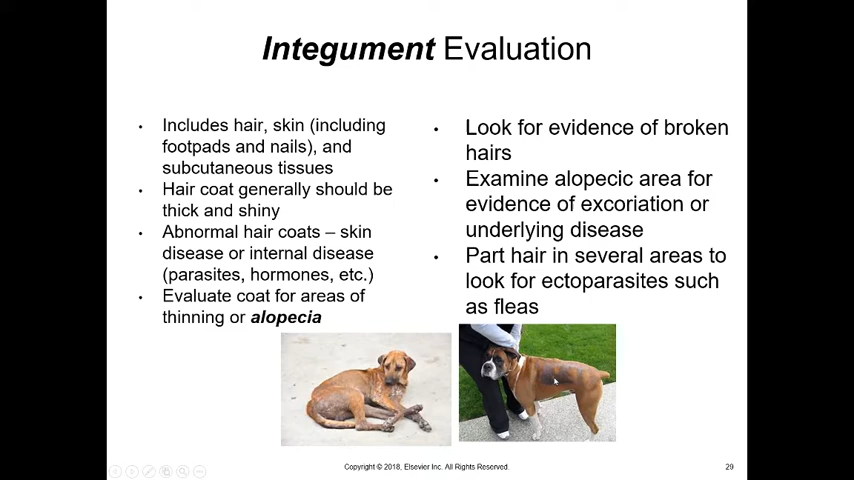 Integument Evaluation
• Includes hair, skin (including
footpads and nails), and
subcutaneous tissues
• Hair coat generally should be
thick and shiny
• Abnormal hair coats – skin
disease or internal disease
(parasites, hormones, etc.)
• Evaluate coat for areas of
thinning or alopecia
• Look for evidence of broken
hairs
• Examine alopecic area for
evidence of excoriation or
underlying disease
• Part hair in several areas to
look for ectoparasites such
as fleas
Copyright © 2018, Elsevier Inc. All Rights Reserved.
29